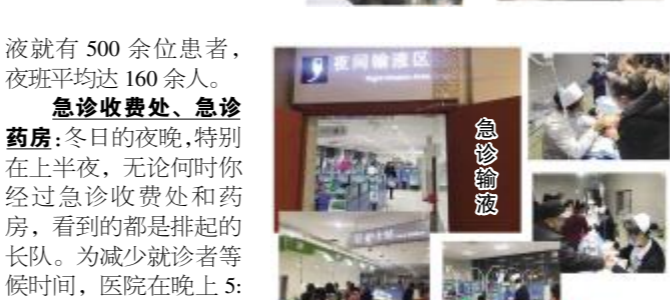 液就有 500 余位患者，
夜班平均达 160 余人。
急诊收费处、急诊
药房：冬日的夜晚，特别
在上半夜，无论何时你
经过急诊收费处和药
房，看到的都是排起的
长队。为减少就诊者等
候时间，医院在晚上 5：
夜间输液区
急诊输液